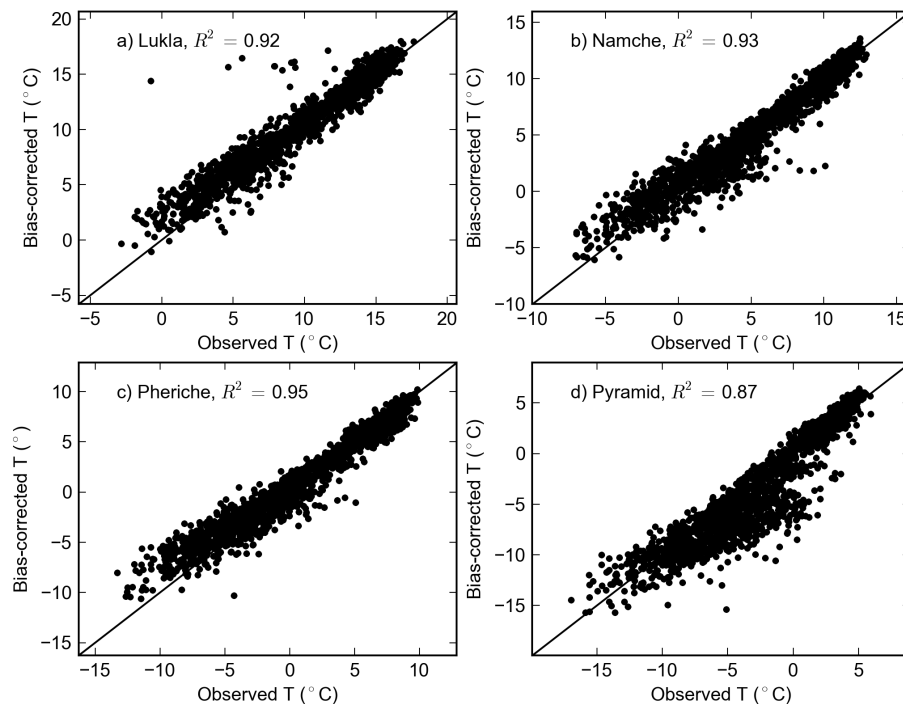 a) Lukla, R² = 0.92
20
15
10
5
0
−5
Bias-corrected T (°C)
−5 0 5 10 15 20
Observed T (°C)
b) Namche, R² = 0.93
15
10
5
0
−5
−10
Bias-corrected T (°C)
−10 −5 0 5 10 15
Observed T (°C)
c) Pheriche, R² = 0.95
10
5
0
−5
−10
−15
Bias-corrected T (°)
−15 −10 −5 0 5 10
Observed T (°C)
d) Pyramid, R² = 0.87
5
0
−5
−10
−15
Bias-corrected T (°C)
−20 −15 −10 −5 0 5
Observed T (°C)